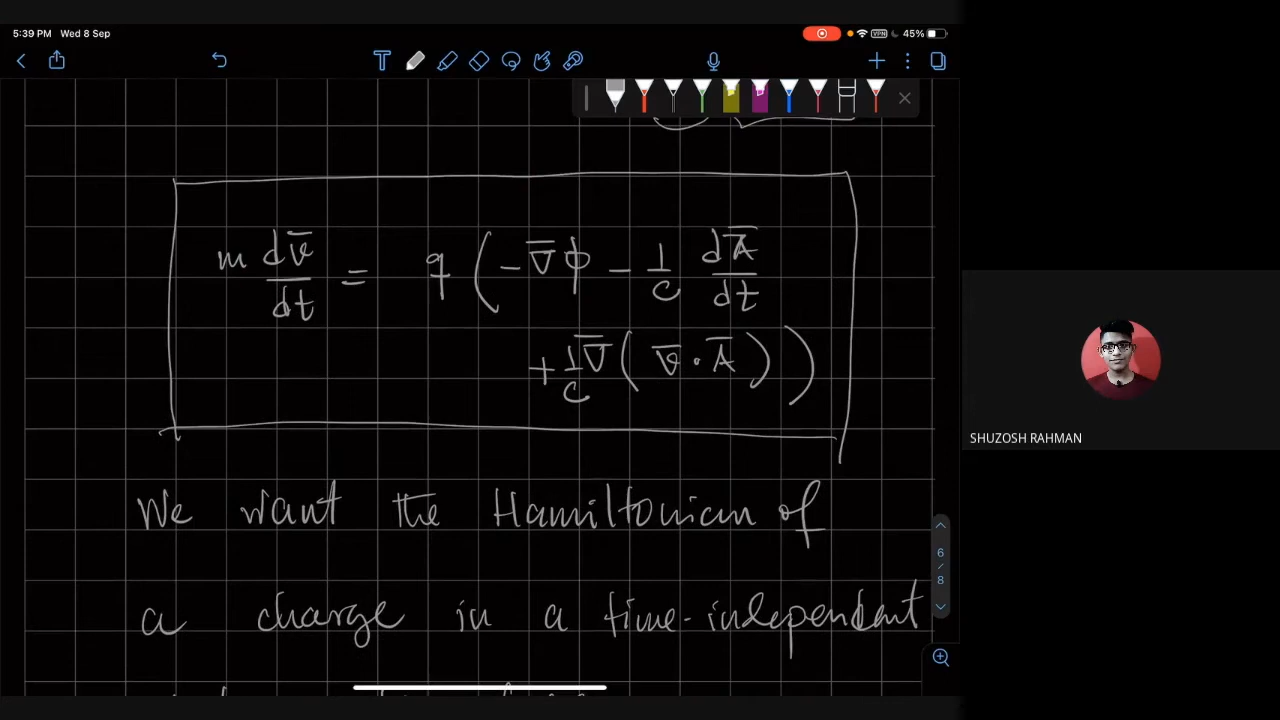 5:39 PM Wed 8 Sep
VPN 45%
T
m dv̄/dt = q ( - ∇̄ϕ - 1/c dĀ/dt
+ 1/c ∇̄ ( v̄ · Ā ) )
We want the Hamiltonian of
a charge in a time-independent
6 / 8
SHUZOSH RAHMAN